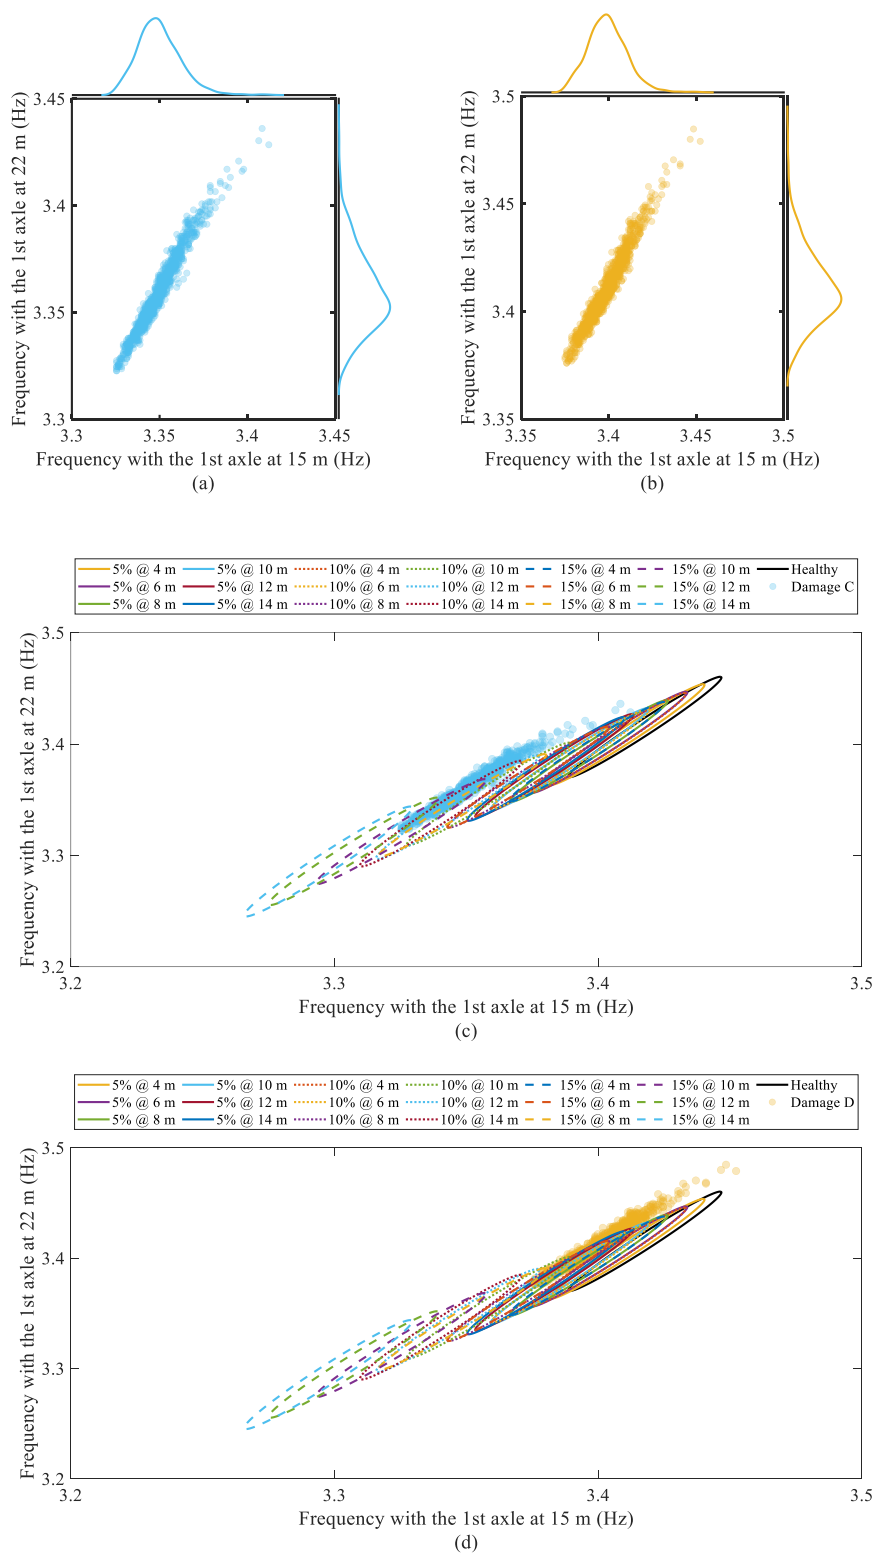 3.45
3.4
3.35
3.3
3.3 3.35 3.4 3.45
Frequency with the 1st axle at 22 m (Hz)
Frequency with the 1st axle at 15 m (Hz)
(a)
3.5
3.45
3.4
3.35
3.35 3.4 3.45 3.5
Frequency with the 1st axle at 22 m (Hz)
Frequency with the 1st axle at 15 m (Hz)
(b)
5% @ 4 m 5% @ 10 m 10% @ 4 m 10% @ 10 m 15% @ 4 m 15% @ 10 m Healthy
5% @ 6 m 5% @ 12 m 10% @ 6 m 10% @ 12 m 15% @ 6 m 15% @ 12 m Damage C
5% @ 8 m 5% @ 14 m 10% @ 8 m 10% @ 14 m 15% @ 8 m 15% @ 14 m
3.5
3.4
3.3
3.2
3.2 3.3 3.4 3.5
Frequency with the 1st axle at 22 m (Hz)
Frequency with the 1st axle at 15 m (Hz)
(c)
5% @ 4 m 5% @ 10 m 10% @ 4 m 10% @ 10 m 15% @ 4 m 15% @ 10 m Healthy
5% @ 6 m 5% @ 12 m 10% @ 6 m 10% @ 12 m 15% @ 6 m 15% @ 12 m Damage D
5% @ 8 m 5% @ 14 m 10% @ 8 m 10% @ 14 m 15% @ 8 m 15% @ 14 m
3.5
3.4
3.3
3.2
3.2 3.3 3.4 3.5
Frequency with the 1st axle at 22 m (Hz)
Frequency with the 1st axle at 15 m (Hz)
(d)